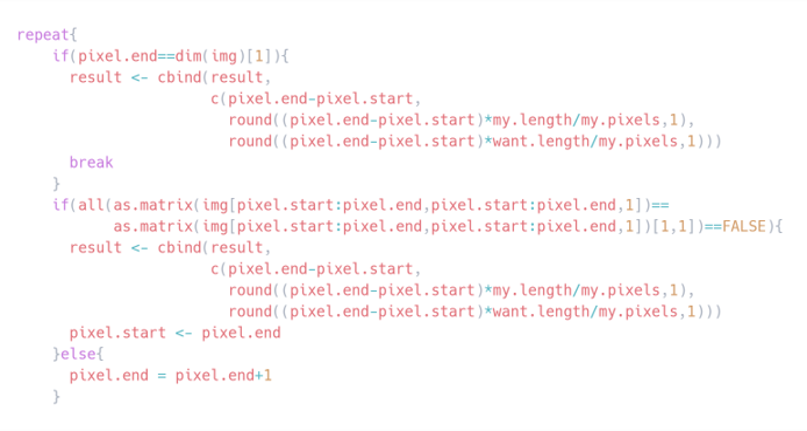 repeat{
    if(pixel.end==dim(img)[1]){
      result <- cbind(result,
                      c(pixel.end-pixel.start,
                        round((pixel.end-pixel.start)*my.length/my.pixels,1),
                        round((pixel.end-pixel.start)*want.length/my.pixels,1)))
      break
    }
    if(all(as.matrix(img[pixel.start:pixel.end,pixel.start:pixel.end,1])==
           as.matrix(img[pixel.start:pixel.end,pixel.start:pixel.end,1])[1,1])==FALSE){
      result <- cbind(result,
                      c(pixel.end-pixel.start,
                        round((pixel.end-pixel.start)*my.length/my.pixels,1),
                        round((pixel.end-pixel.start)*want.length/my.pixels,1)))
      pixel.start <- pixel.end
    }else{
      pixel.end = pixel.end+1
    }